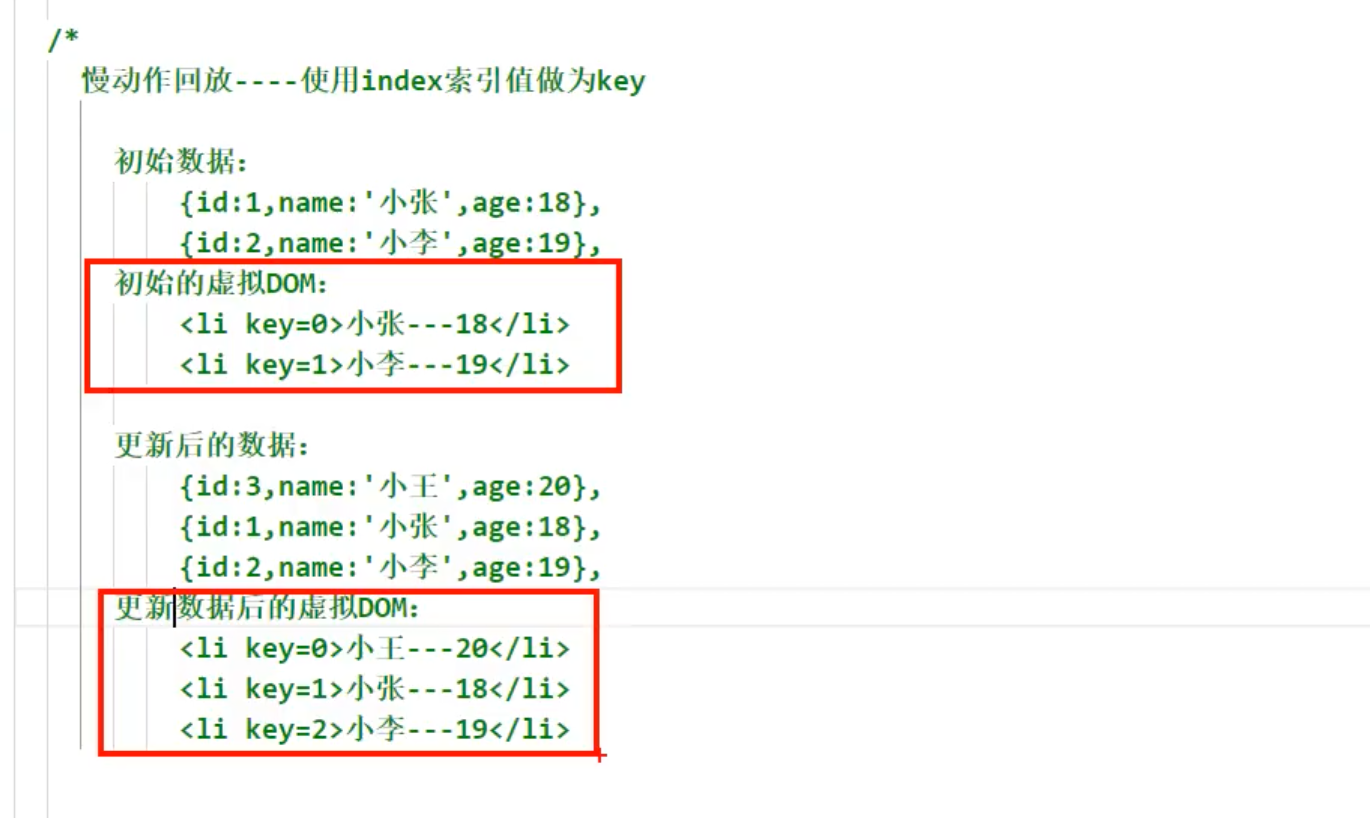 /*
慢动作回放----使用index索引值做为key
初始数据：
{id:1,name:'小张',age:18},
{id:2,name:'小李',age:19},
初始的虚拟DOM：
<li key=0>小张---18</li>
<li key=1>小李---19</li>
更新后的数据：
{id:3,name:'小王',age:20},
{id:1,name:'小张',age:18},
{id:2,name:'小李',age:19},
更新数据后的虚拟DOM：
<li key=0>小王---20</li>
<li key=1>小张---18</li>
<li key=2>小李---19</li>